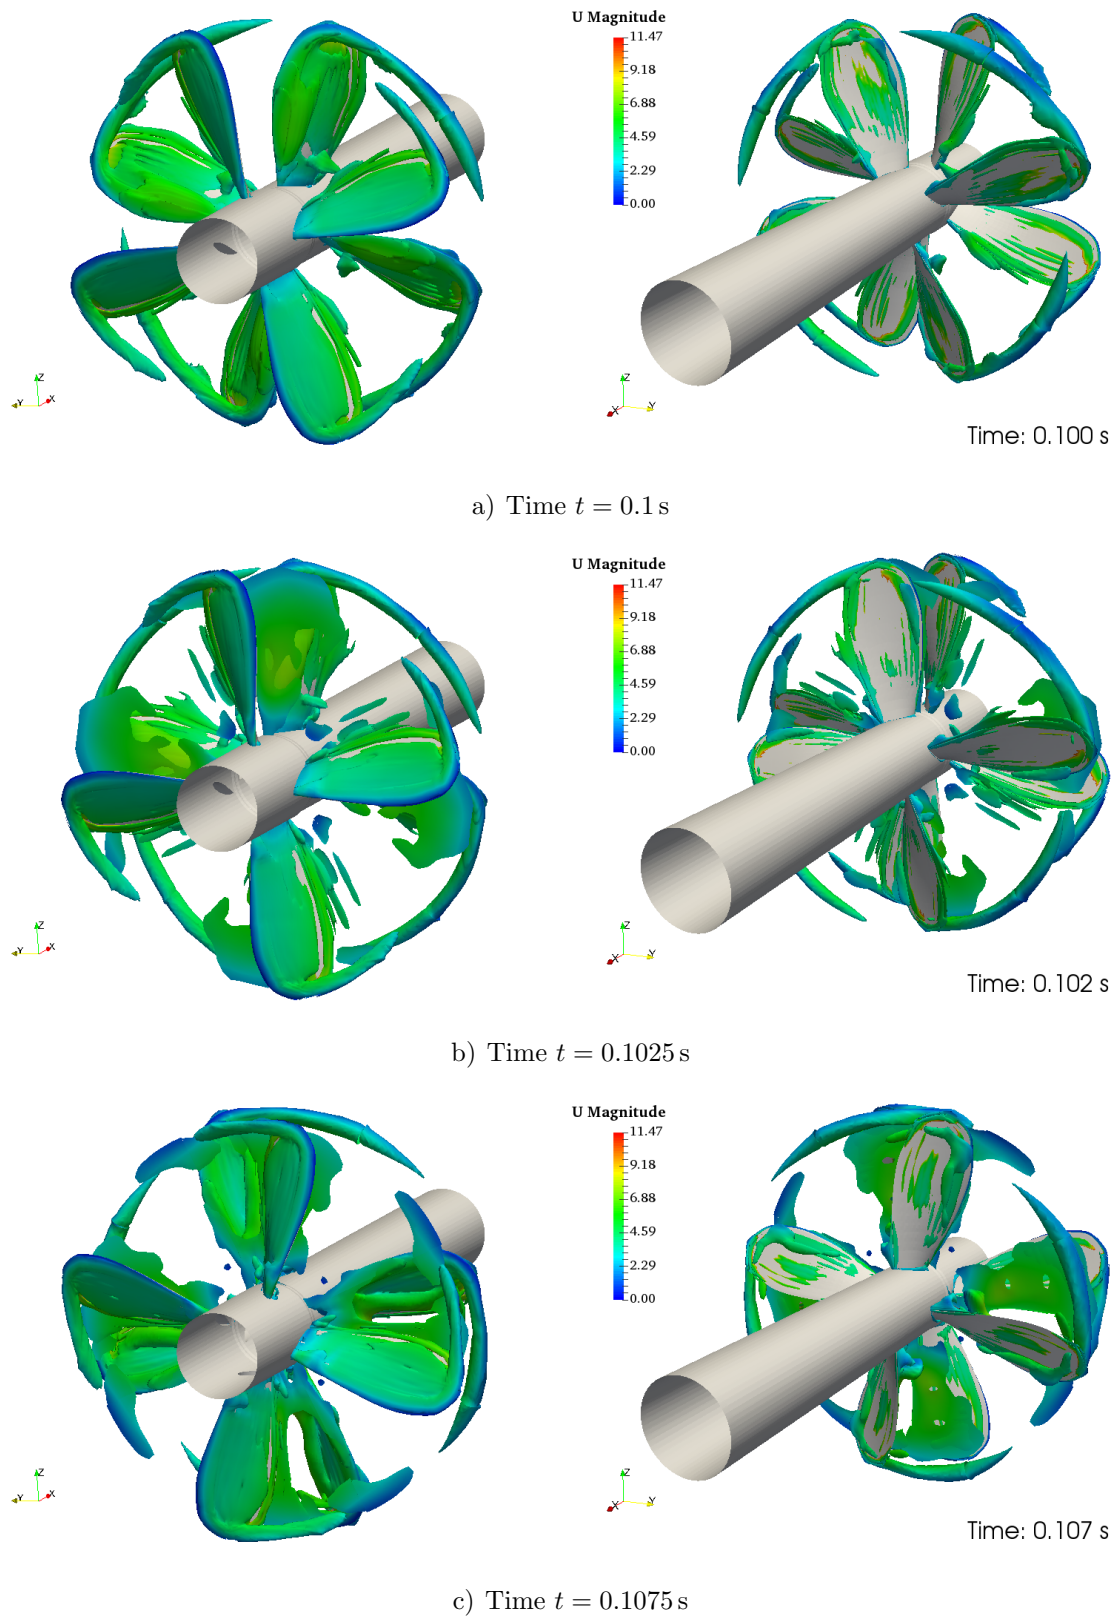 U Magnitude
11.47
9.18
6.88
4.59
2.29
0.00
Z
Y
X
Z
X
Y
Time: 0.100 s
a) Time t = 0.1 s
U Magnitude
11.47
9.18
6.88
4.59
2.29
0.00
Z
Y
X
Z
X
Y
Time: 0.102 s
b) Time t = 0.1025 s
U Magnitude
11.47
9.18
6.88
4.59
2.29
0.00
Z
Y
X
Z
X
Y
Time: 0.107 s
c) Time t = 0.1075 s